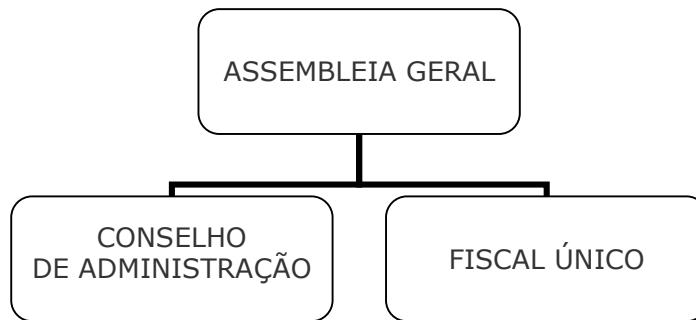 ASSEMBLEIA GERAL
CONSELHO
DE ADMINISTRAÇÃO
FISCAL ÚNICO